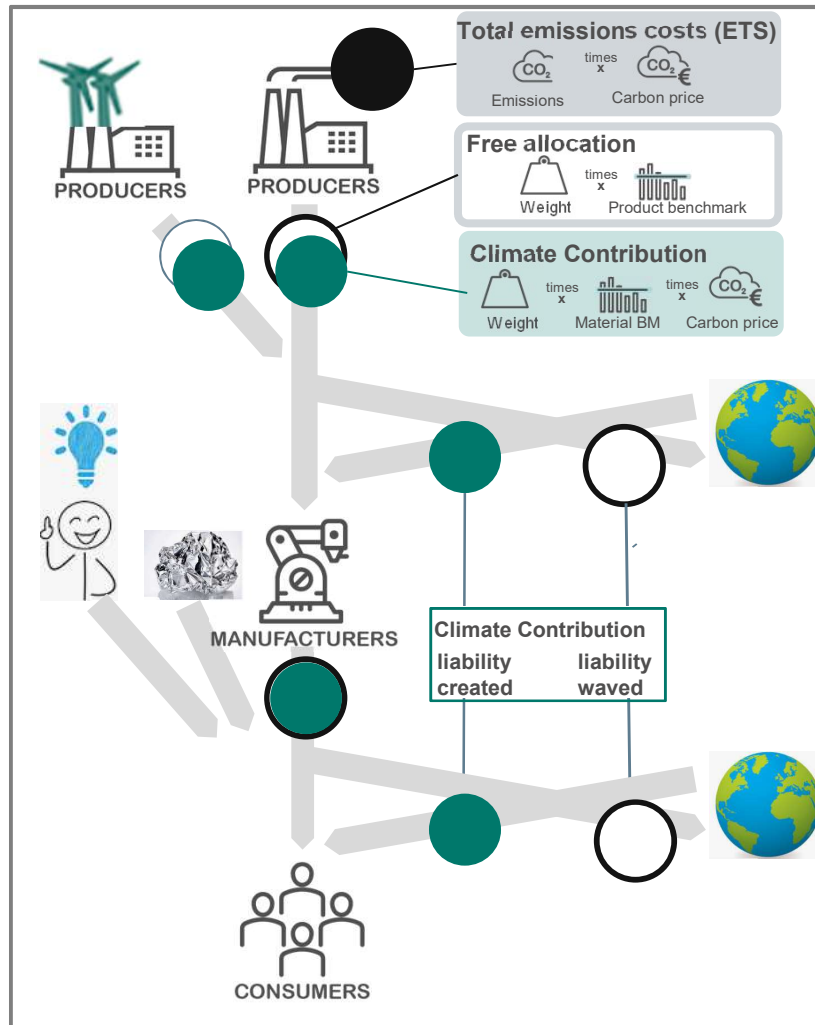 Total emissions costs (ETS)
CO₂
times
x
CO₂
€
Emissions
Carbon price
PRODUCERS
PRODUCERS
Free allocation
times
x
Weight
Product benchmark
Climate Contribution
times
x
times
x
CO₂
€
Weight
Material BM
Carbon price
MANUFACTURERS
Climate Contribution
liability created
liability waved
CONSUMERS